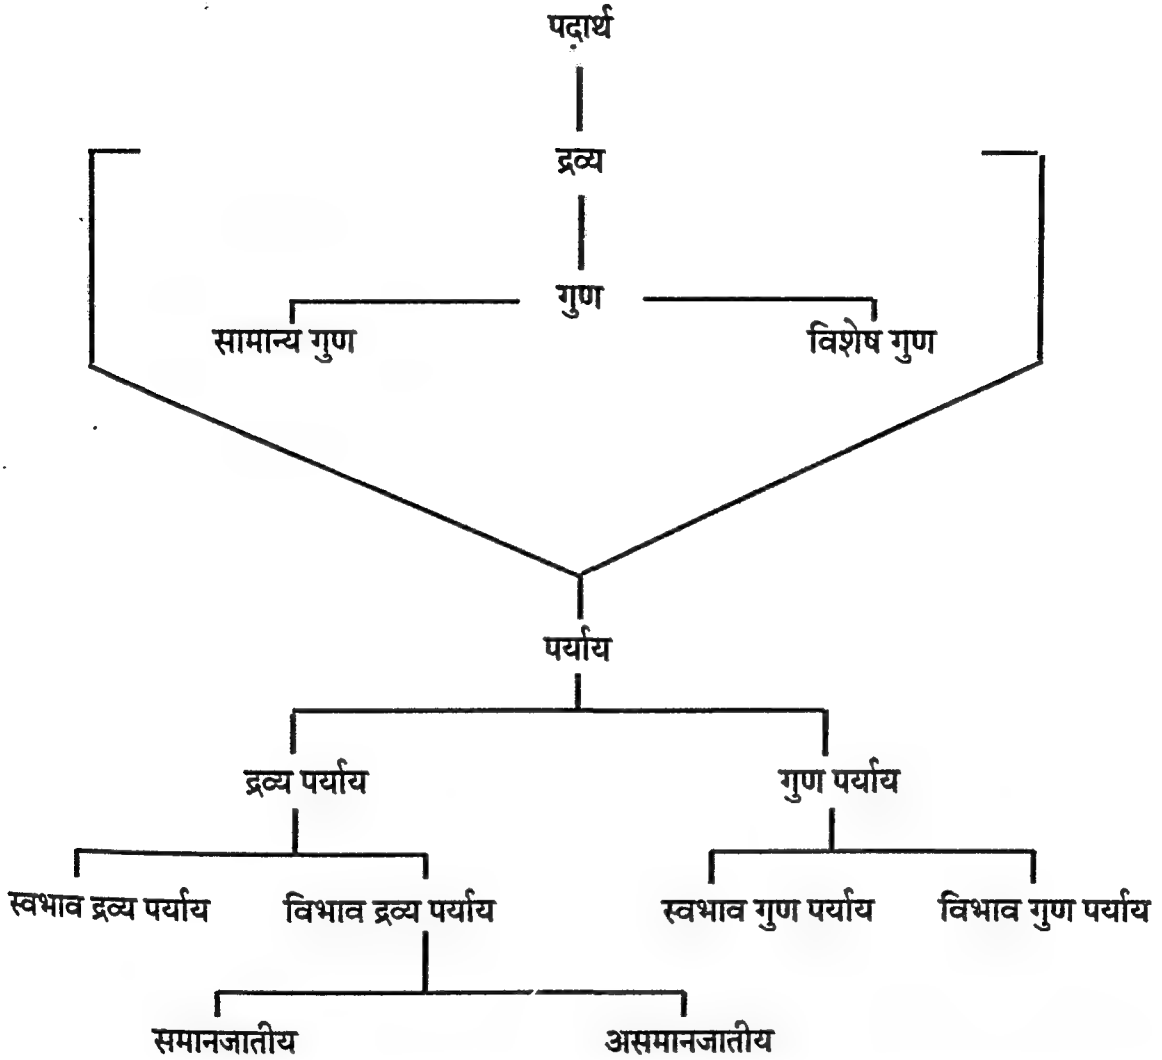 पदार्थ
द्रव्य
गुण
सामान्य गुण विशेष गुण
पर्याय
द्रव्य पर्याय गुण पर्याय
स्वभाव द्रव्य पर्याय विभाव द्रव्य पर्याय स्वभाव गुण पर्याय विभाव गुण पर्याय
समानजातीय असमानजातीय